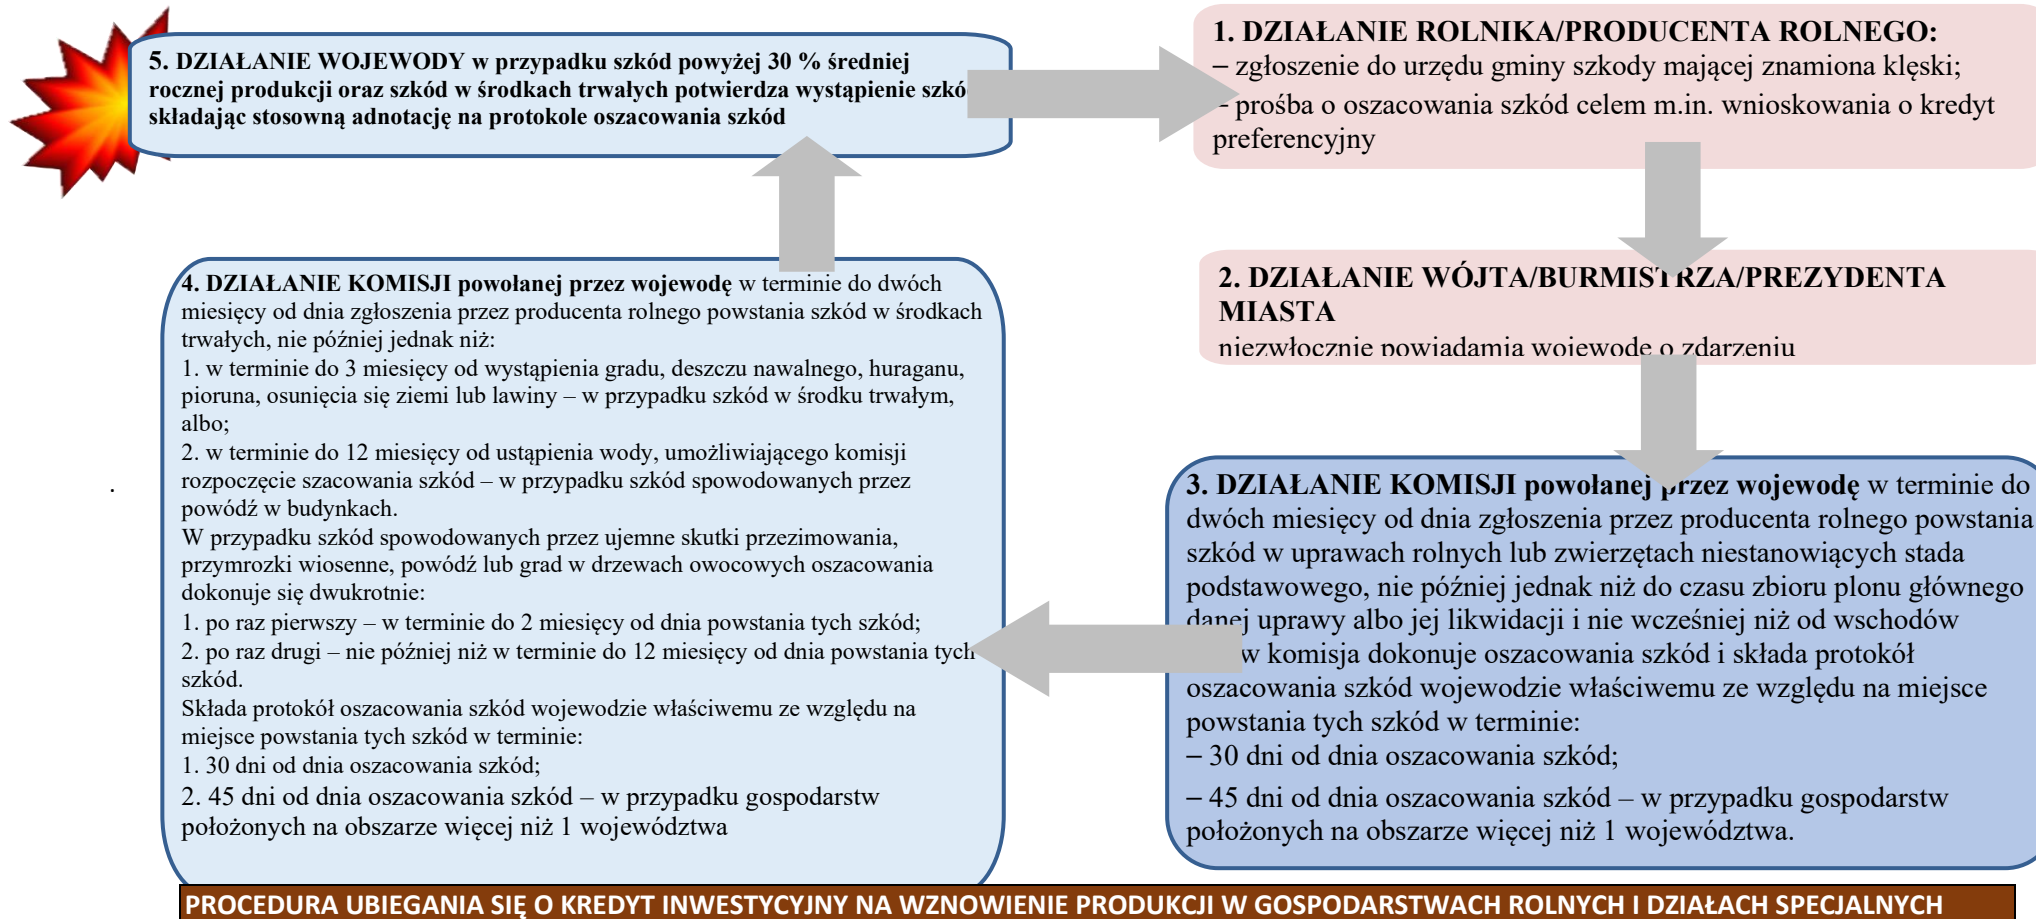 5. DZIAŁANIE WOJEWODY w przypadku szkód powyżej 30 % średniej
rocznej produkcji oraz szkód w środkach trwałych potwierdza wystąpienie
składając stosowną adnotację na protokole oszacowania szkód
1. DZIAŁANIE ROLNIKA/PRODUCENTA ROLNEGO:
– zgłoszenie do urzędu gminy szkody mającej znamiona klęski;
– prośba o oszacowania szkód celem m.in. wnioskowania o kredyt
preferencyjny
2. DZIAŁANIE WÓJTA/BURMISTRZA/PREZYDENTA
MIASTA
niezwłocznie powiadamia wojewodę o zdarzeniu
3. DZIAŁANIE KOMISJI powołanej przez wojewodę w terminie do
dwóch miesięcy od dnia zgłoszenia przez producenta rolnego powstania
szkód w uprawach rolnych lub zwierzętach niestanowiących stada
podstawowego, nie później jednak niż do czasu zbioru plonu głównego
danej uprawy albo jej likwidacji i nie wcześniej niż od wschodów
w komisja dokonuje oszacowania szkód i składa protokół
oszacowania szkód wojewodzie właściwemu ze względu na miejsce
powstania tych szkód w terminie:
– 30 dni od dnia oszacowania szkód;
– 45 dni od dnia oszacowania szkód – w przypadku gospodarstw
położonych na obszarze więcej niż 1 województwa.
4. DZIAŁANIE KOMISJI powołanej przez wojewodę w terminie do dwóch
miesięcy od dnia zgłoszenia przez producenta rolnego powstania szkód w środkach
trwałych, nie później jednak niż:
1. w terminie do 3 miesięcy od wystąpienia gradu, deszczu nawalnego, huraganu,
pioruna, osunięcia się ziemi lub lawiny – w przypadku szkód w środku trwałym,
albo;
2. w terminie do 12 miesięcy od ustąpienia wody, umożliwiającego komisji
rozpoczęcie szacowania szkód – w przypadku szkód spowodowanych przez
powódź w budynkach.
W przypadku szkód spowodowanych przez ujemne skutki przezimowania,
przymrozki wiosenne, powódź lub grad w drzewach owocowych oszacowania
dokonuje się dwukrotnie:
1. po raz pierwszy – w terminie do 2 miesięcy od dnia powstania tych szkód;
2. po raz drugi – nie później niż w terminie do 12 miesięcy od dnia powstania tych
szkód.
Składa protokół oszacowania szkód wojewodzie właściwemu ze względu na
miejsce powstania tych szkód w terminie:
1. 30 dni od dnia oszacowania szkód;
2. 45 dni od dnia oszacowania szkód – w przypadku gospodarstw
położonych na obszarze więcej niż 1 województwa
.
PROCEDURA UBIEGANIA SIĘ O KREDYT INWESTYCYJNY NA WZNOWIENIE PRODUKCJI W GOSPODARSTWACH ROLNYCH I DZIAŁACH SPECJALNYCH